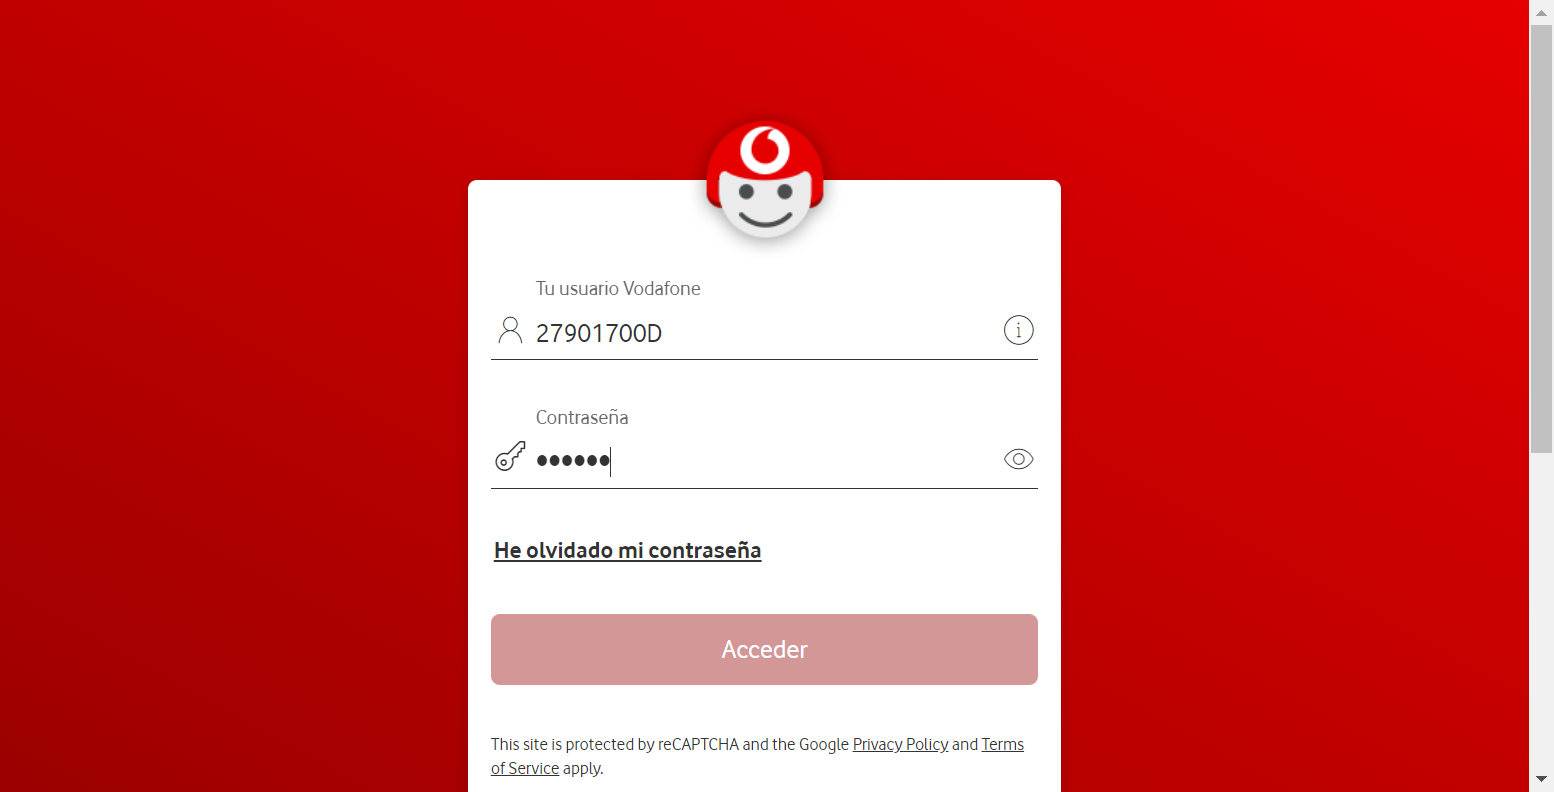 Tu usuario Vodafone
27901700D
Contraseña
••••••
He olvidado mi contraseña
Acceder
This site is protected by reCAPTCHA and the Google Privacy Policy and Terms
of Service apply.